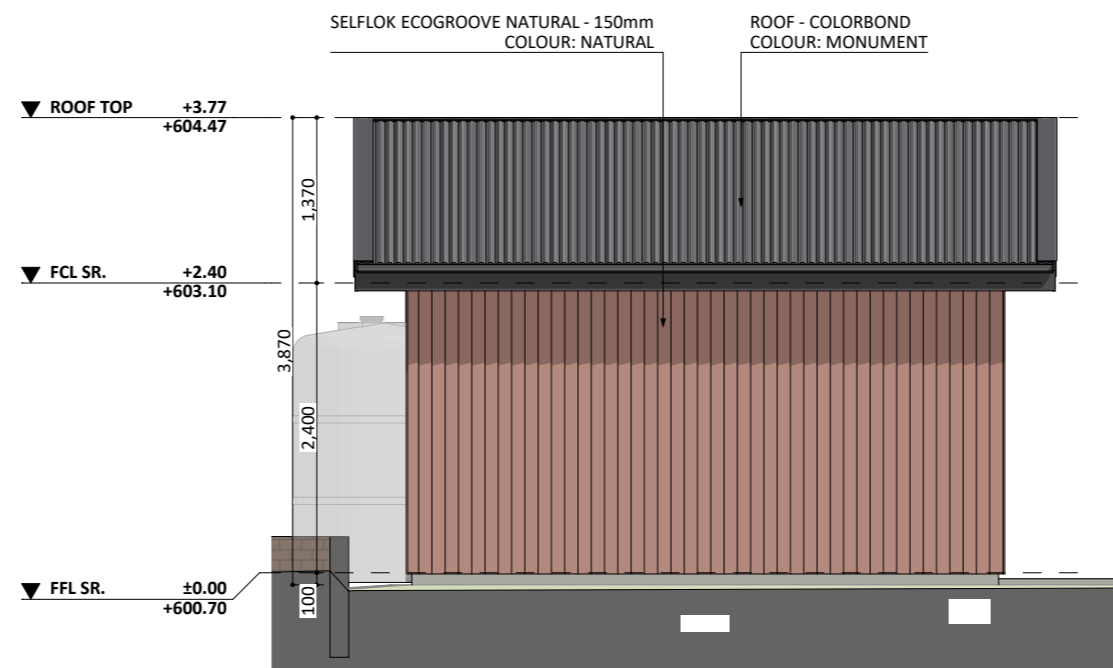 SELFLOK ECOGROOVE NATURAL - 150mm
COLOUR: NATURAL
ROOF - COLORBOND
COLOUR: MONUMENT
ROOF TOP +3.77
+604.47
1,370
FCL SR. +2.40
+603.10
3,870
2,400
FFL SR. ±0.00
+600.70
100